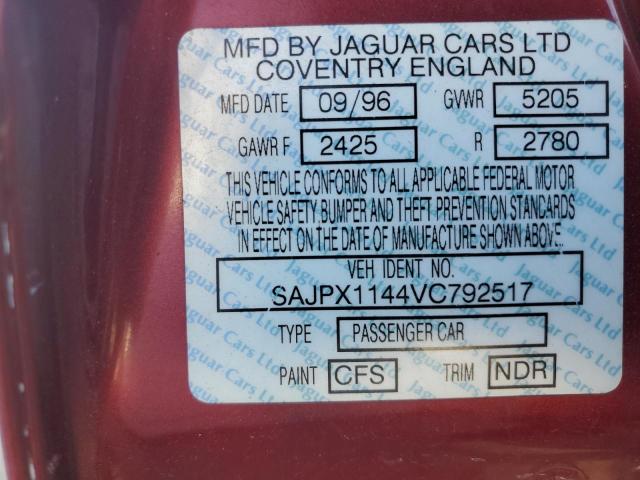 MFD BY JAGUAR CARS LTD
COVENTRY ENGLAND
MFD DATE 09/96 GVWR 5205
GAWR F 2425 R 2780
THIS VEHICLE CONFORMS TO ALL APPLICABLE FEDERAL MOTOR
VEHICLE SAFETY BUMPER AND THEFT PREVENTION STANDARDS
IN EFFECT ON THE DATE OF MANUFACTURE SHOWN ABOVE.
VEH IDENT NO.
SAJPX1144VC792517
TYPE PASSENGER CAR
PAINT CFS TRIM NDR